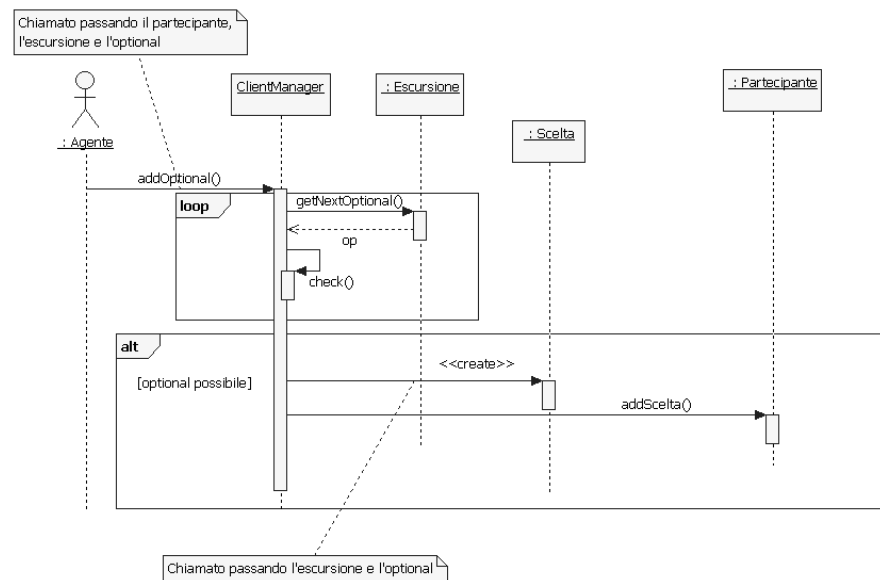 Chiamato passando il partecipante,
l'escursione e l'optional
ClientManager
: Escursione
: Partecipante
: Scelta
: Agente
addOptional()
loop
getNextOptional()
op
check()
alt
[optional possibile]
<<create>>
addScelta()
Chiamato passando l'escursione e l'optional